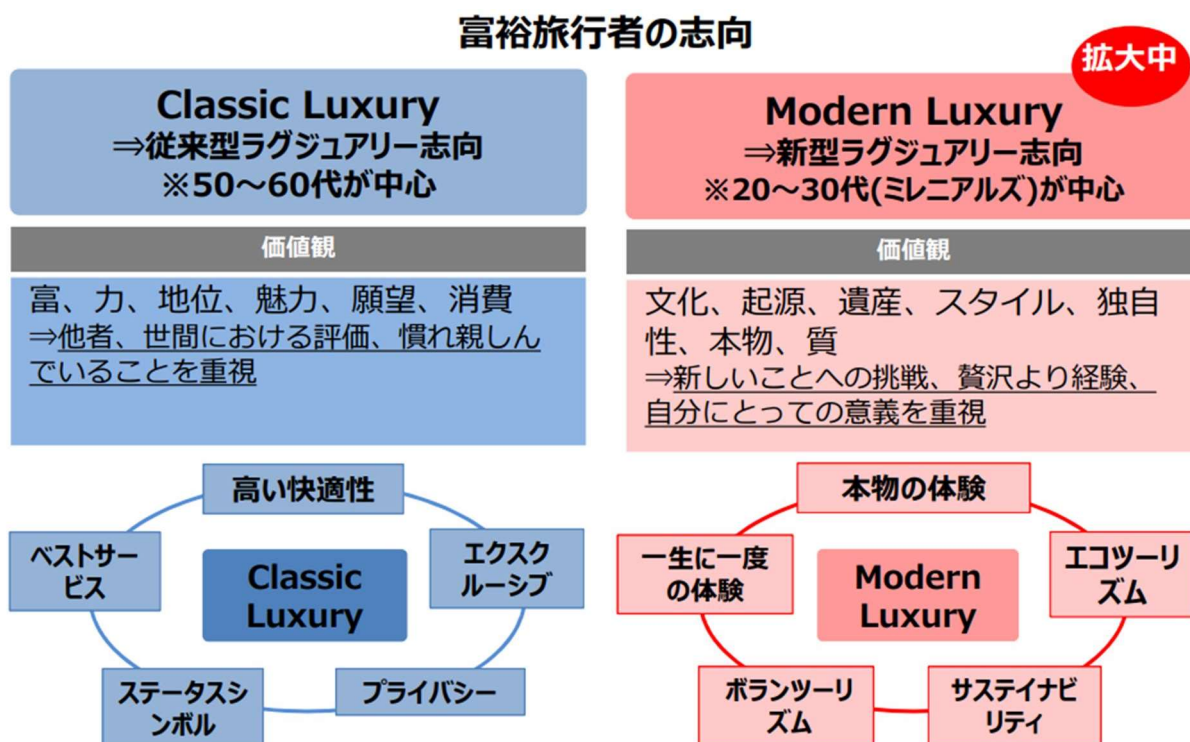 富裕旅行者の志向
Classic Luxury
⇒従来型ラグジュアリー志向
※50～60代が中心
価値観
富、力、地位、魅力、願望、消費
⇒他者、世間における評価、慣れ親しん
でいることを重視
高い快適性
エクスク
ルーシブ
プライバシー
ステータスシ
ンボル
ベストサー
ビス
Classic
Luxury
拡大中
Modern Luxury
⇒新型ラグジュアリー志向
※20～30代(ミレニアルズ)が中心
価値観
文化、起源、遺産、スタイル、独自
性、本物、質
⇒新しいことへの挑戦、贅沢より経験、
自分にとっての意義を重視
本物の体験
エコツーリ
ズム
サステイナビ
リティ
ボランツーリ
ズム
一生に一度
の体験
Modern
Luxury